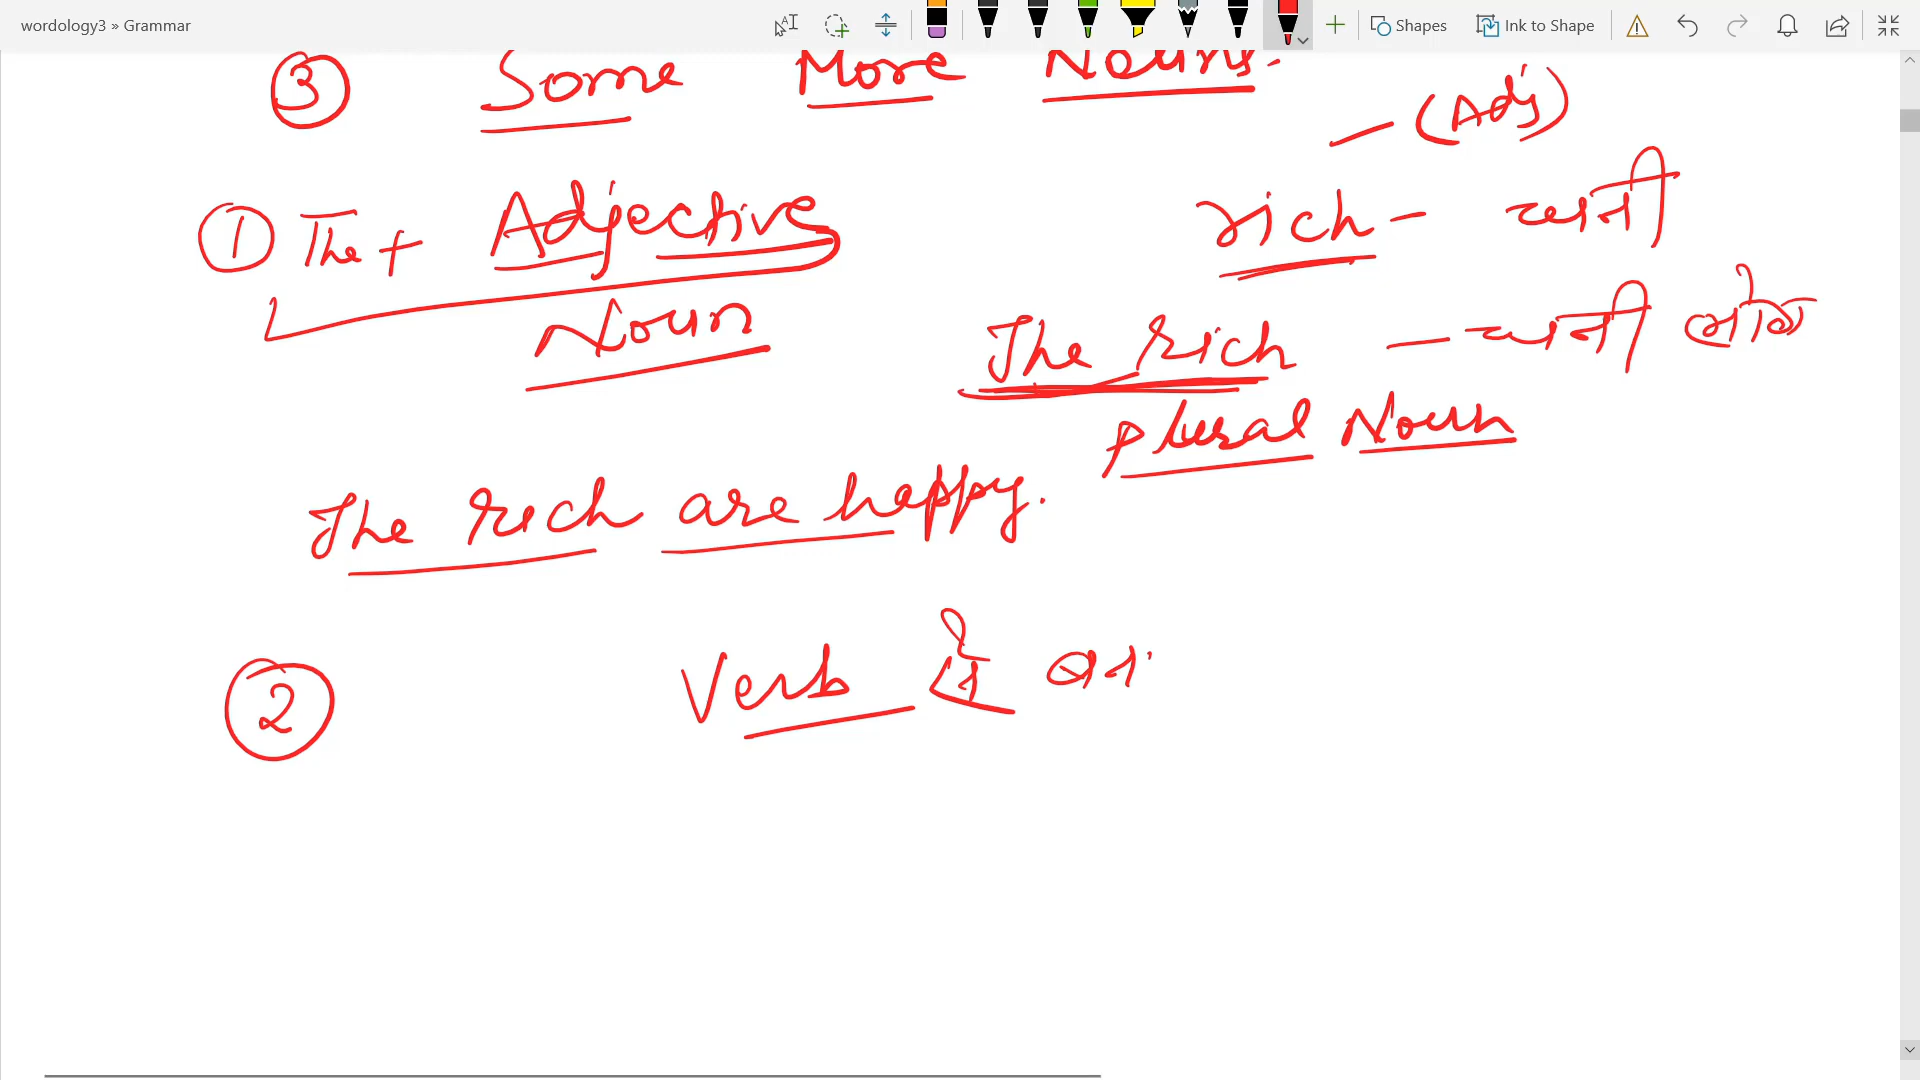 wordology3 » Grammar
Shapes
Ink to Shape
③ Some More Nouns.
① The + Adjective
Noun
— (Adj)
rich - धनी
The rich — धनी लोग
plural Noun
The rich are happy.
② Verb से